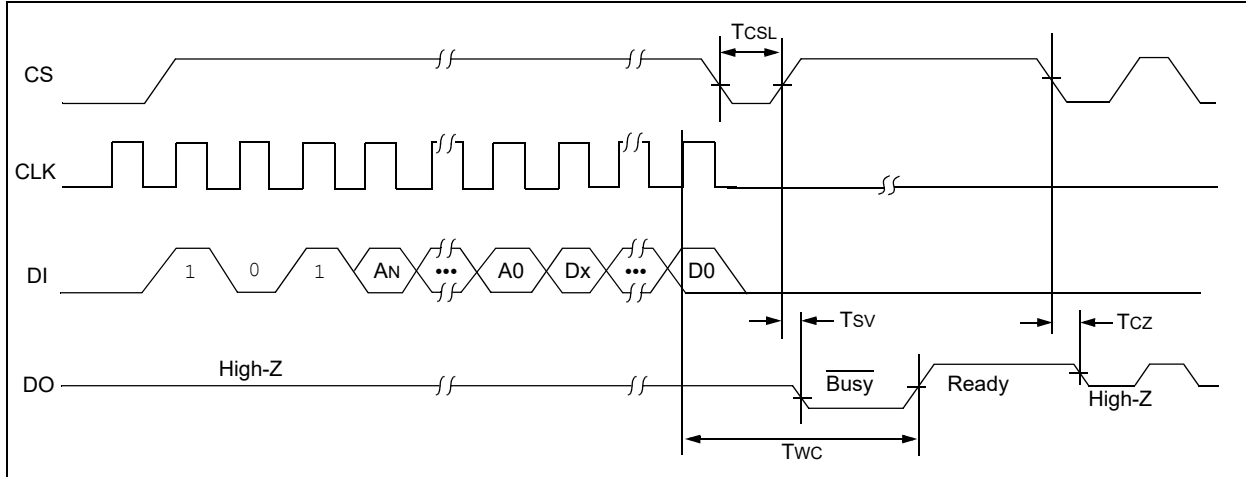 TCSL
CS
CLK
DI 1 0 1 AN ••• A0 Dx ••• D0
TSV TCZ
High-Z
DO Busy Ready High-Z
TWC